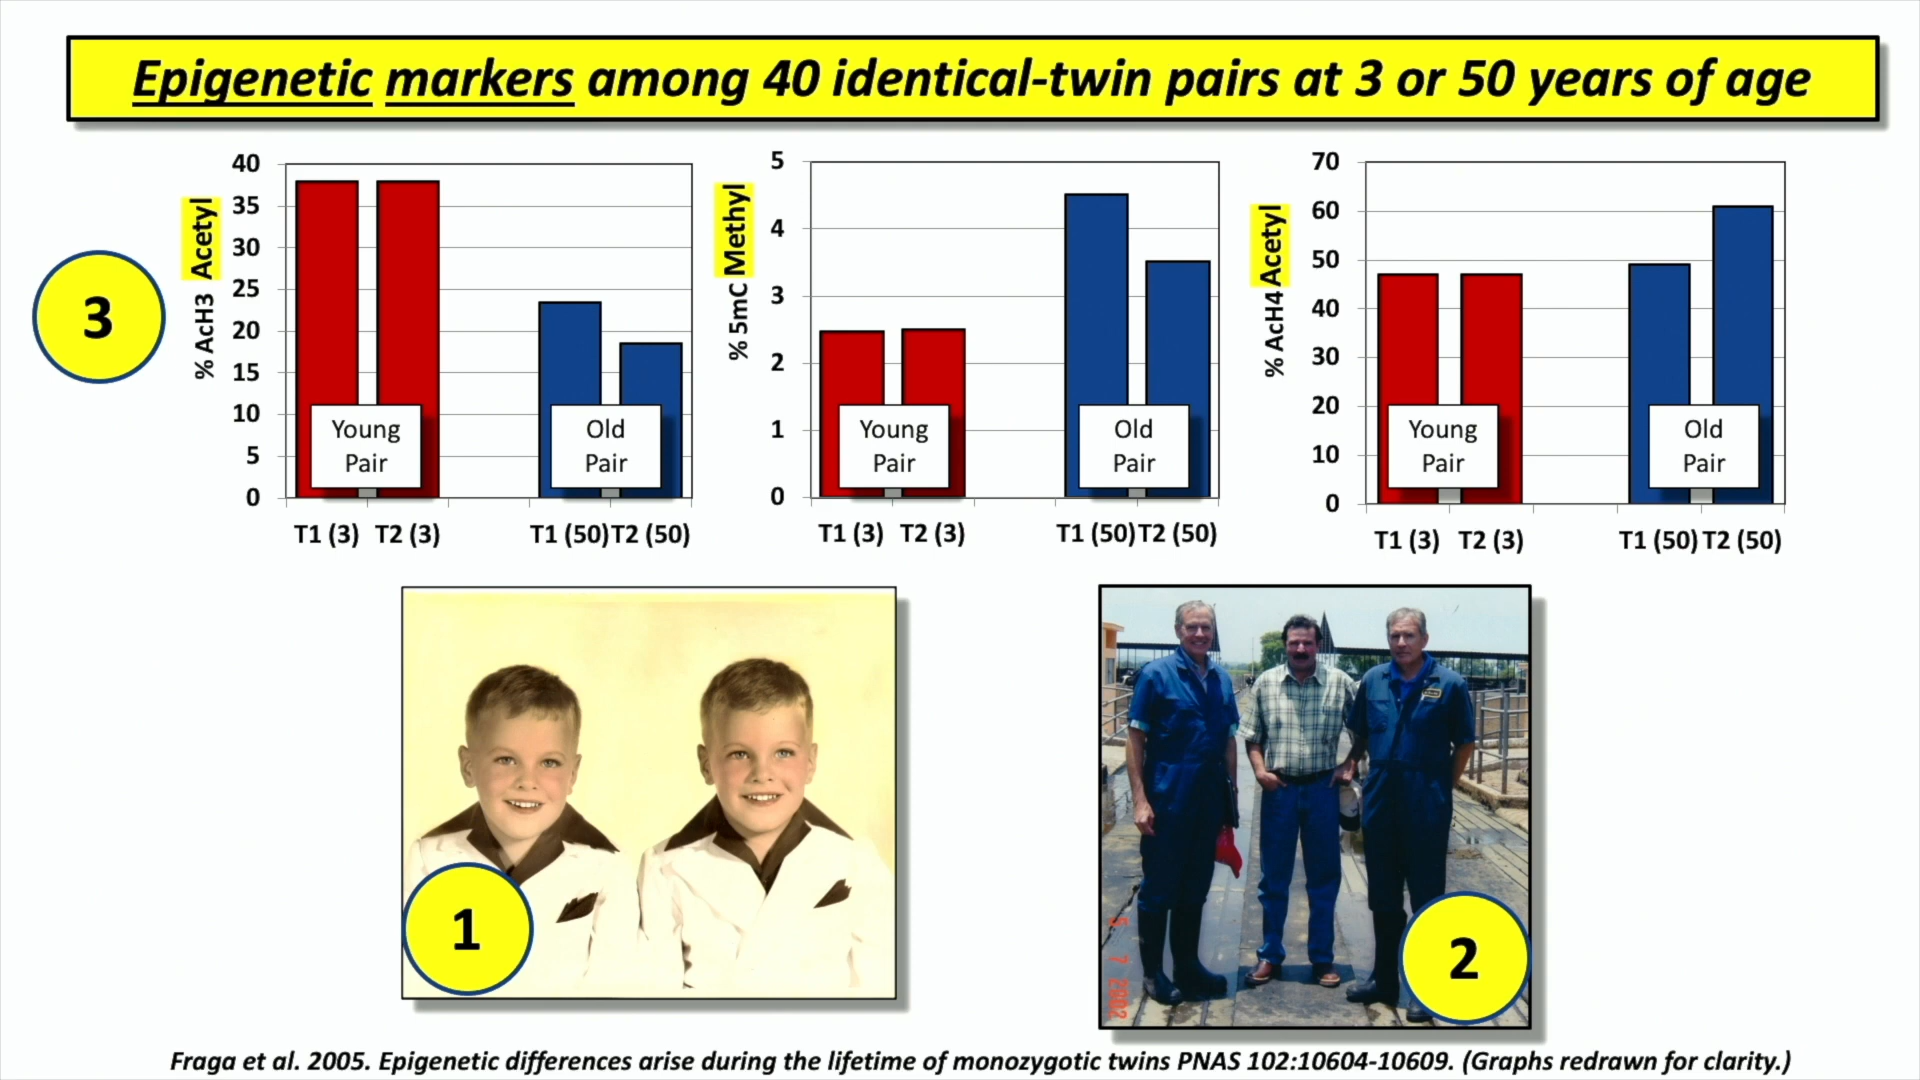 Epigenetic markers among 40 identical-twin pairs at 3 or 50 years of age
3
% AcH3 Acetyl
40
35
30
25
20
15
10
5
0
Young
Pair
Old
Pair
T1 (3) T2 (3) T1 (50) T2 (50)
% 5mC Methyl
5
4
3
2
1
0
Young
Pair
Old
Pair
T1 (3) T2 (3) T1 (50) T2 (50)
% AcH4 Acetyl
70
60
50
40
30
20
10
0
Young
Pair
Old
Pair
T1 (3) T2 (3) T1 (50) T2 (50)
1
2
5 7 2002
Fraga et al. 2005. Epigenetic differences arise during the lifetime of monozygotic twins PNAS 102:10604-10609. (Graphs redrawn for clarity.)